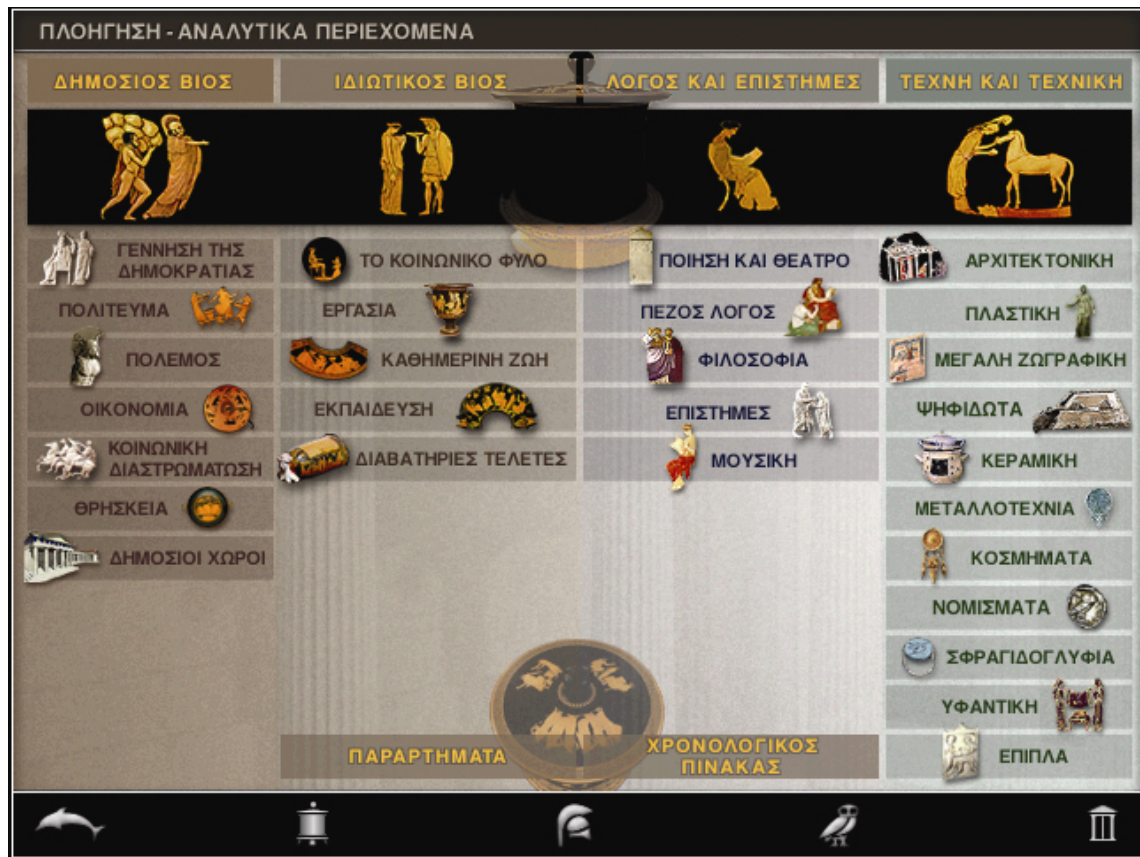 ΠΛΟΗΓΗΣΗ - ΑΝΑΛΥΤΙΚΑ ΠΕΡΙΕΧΟΜΕΝΑ
ΔΗΜΟΣΙΟΣ ΒΙΟΣ
ΓΕΝΝΗΣΗ ΤΗΣ
ΔΗΜΟΚΡΑΤΙΑΣ
ΠΟΛΙΤΕΥΜΑ
ΠΟΛΕΜΟΣ
ΟΙΚΟΝΟΜΙΑ
ΚΟΙΝΩΝΙΚΗ
ΔΙΑΣΤΡΩΜΑΤΩΣΗ
ΘΡΗΣΚΕΙΑ
ΔΗΜΟΣΙΟΙ ΧΩΡΟΙ
ΙΔΙΩΤΙΚΟΣ ΒΙΟΣ
ΤΟ ΚΟΙΝΩΝΙΚΟ ΦΥΛΟ
ΕΡΓΑΣΙΑ
ΚΑΘΗΜΕΡΙΝΗ ΖΩΗ
ΕΚΠΑΙΔΕΥΣΗ
ΔΙΑΒΑΤΗΡΙΕΣ ΤΕΛΕΤΕΣ
ΛΟΓΟΣ ΚΑΙ ΕΠΙΣΤΗΜΕΣ
ΠΟΙΗΣΗ ΚΑΙ ΘΕΑΤΡΟ
ΠΕΖΟΣ ΛΟΓΟΣ
ΦΙΛΟΣΟΦΙΑ
ΕΠΙΣΤΗΜΕΣ
ΜΟΥΣΙΚΗ
ΤΕΧΝΗ ΚΑΙ ΤΕΧΝΙΚΗ
ΑΡΧΙΤΕΚΤΟΝΙΚΗ
ΠΛΑΣΤΙΚΗ
ΜΕΓΑΛΗ ΖΩΓΡΑΦΙΚΗ
ΨΗΦΙΔΩΤΑ
ΚΕΡΑΜΙΚΗ
ΜΕΤΑΛΛΟΤΕΧΝΙΑ
ΚΟΣΜΗΜΑΤΑ
ΝΟΜΙΣΜΑΤΑ
ΣΦΡΑΓΙΔΟΓΛΥΦΙΑ
ΥΦΑΝΤΙΚΗ
ΕΠΙΠΛΑ
ΠΑΡΑΡΤΗΜΑΤΑ
ΧΡΟΝΟΛΟΓΙΚΟΣ
ΠΙΝΑΚΑΣ